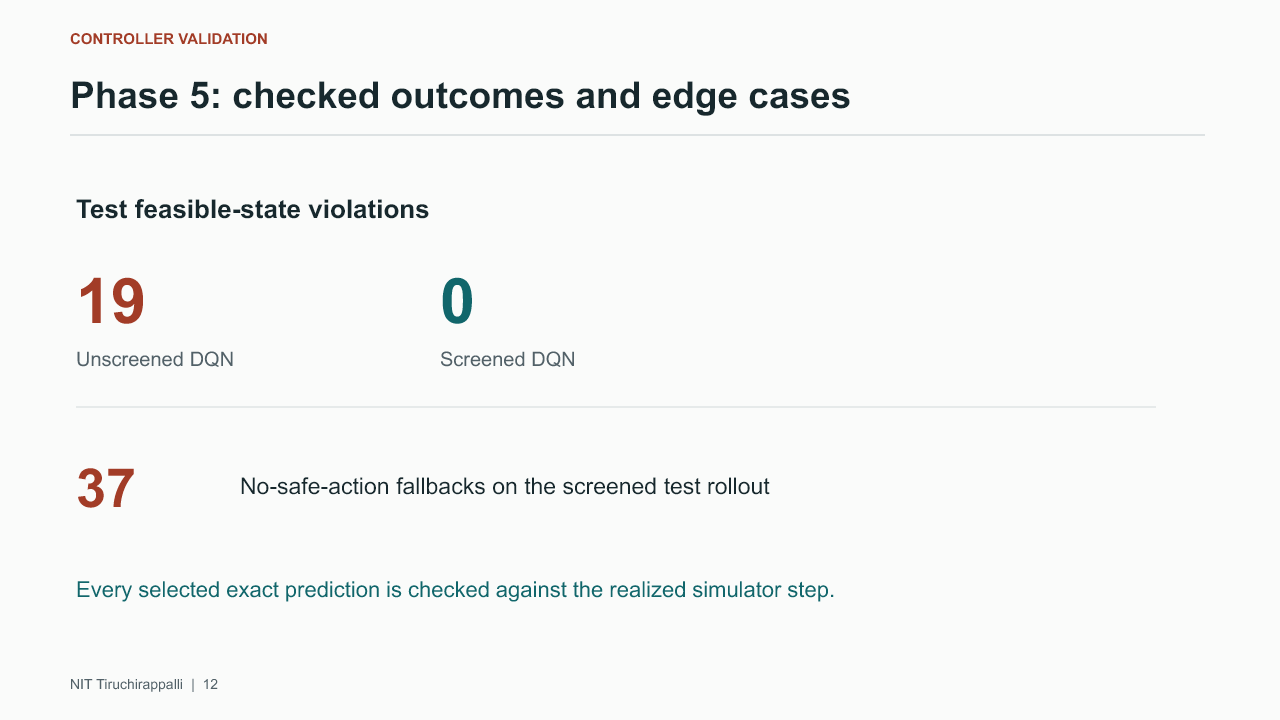 CONTROLLER VALIDATION
Phase 5: checked outcomes and edge cases
Test feasible-state violations
19
0
Unscreened DQN
Screened DQN
37
No-safe-action fallbacks on the screened test rollout
Every selected exact prediction is checked against the realized simulator step.
NIT Tiruchirappalli | 12